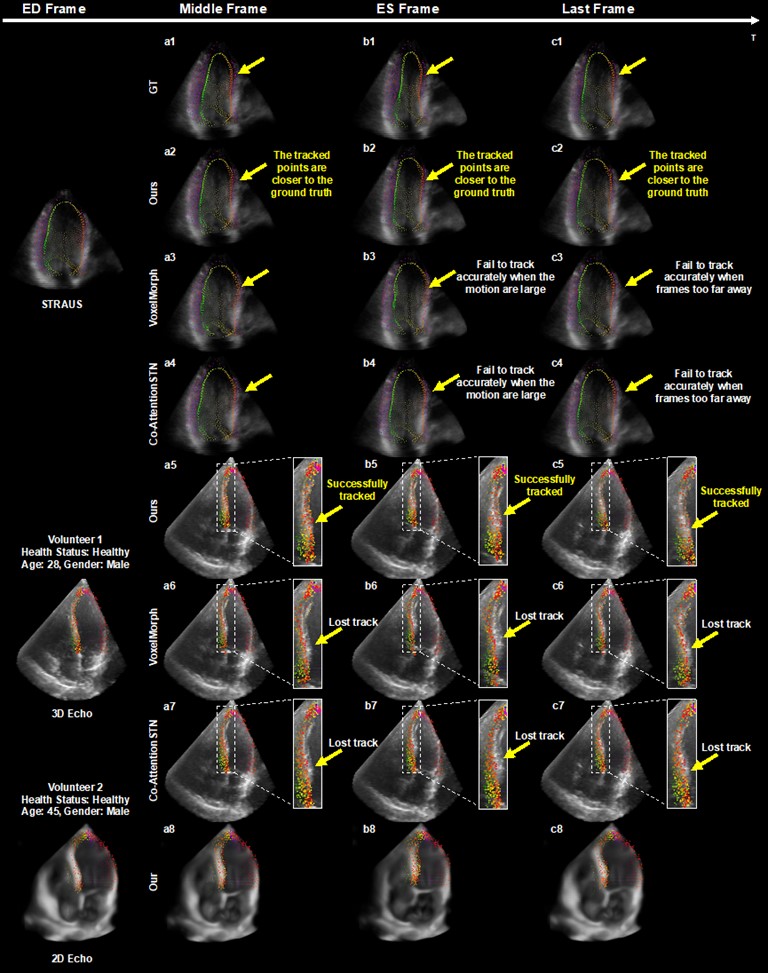 ED Frame
Middle Frame
ES Frame
Last Frame
T
a1
b1
c1
GT
a2
The tracked
points are
closer to the
ground truth
b2
The tracked
points are
closer to the
ground truth
c2
The tracked
points are
closer to the
ground truth
Ours
STRAUS
a3
b3
Fail to track
accurately when the
motion are large
c3
Fail to track
accurately when
frames too far away
VoxelMorph
a4
b4
Fail to track
accurately when the
motion are large
c4
Fail to track
accurately when
frames too far away
Co-Attention STN
a5
Successfully
tracked
b5
Successfully
tracked
c5
Successfully
tracked
Ours
Volunteer 1
Health Status: Healthy
Age: 28, Gender: Male
3D Echo
a6
Lost track
b6
Lost track
c6
Lost track
VoxelMorph
a7
Lost track
b7
Lost track
c7
Lost track
Co-Attention STN
Volunteer 2
Health Status: Healthy
Age: 45, Gender: Male
2D Echo
a8
b8
c8
Our